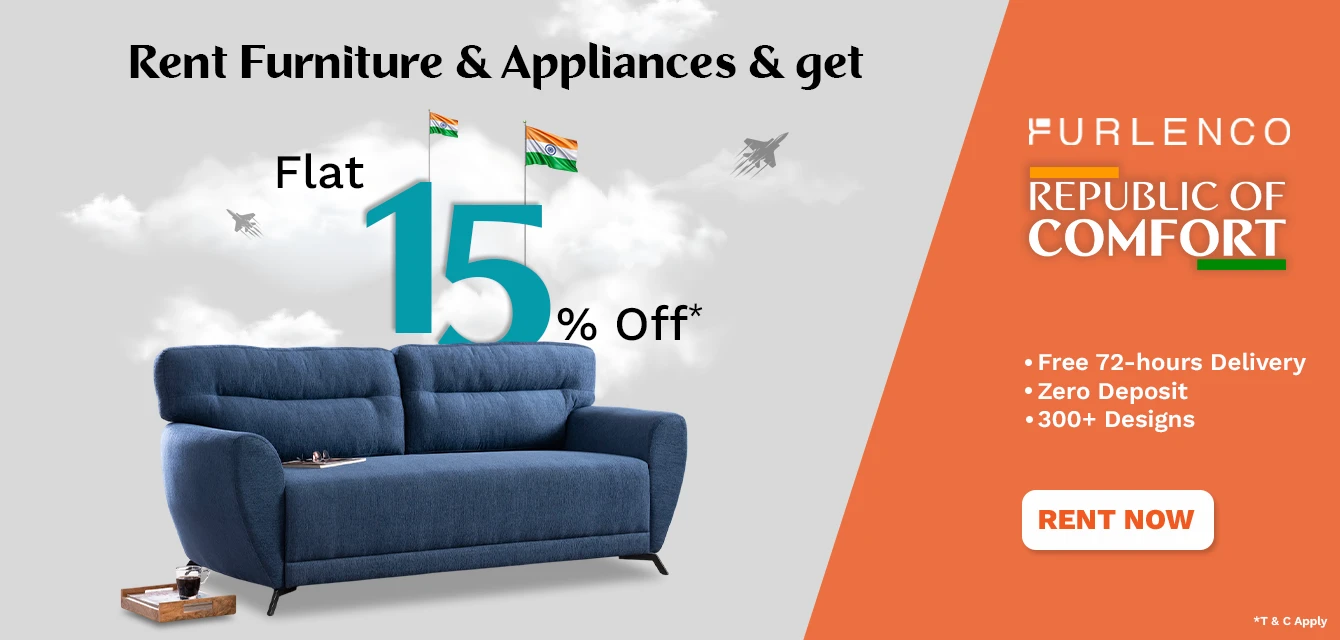 Rent Furniture & Appliances & get
Flat
15
% Off*
FURLENCO
REPUBLIC OF
COMFORT
• Free 72-hours Delivery
• Zero Deposit
• 300+ Designs
RENT NOW
*T & C Apply